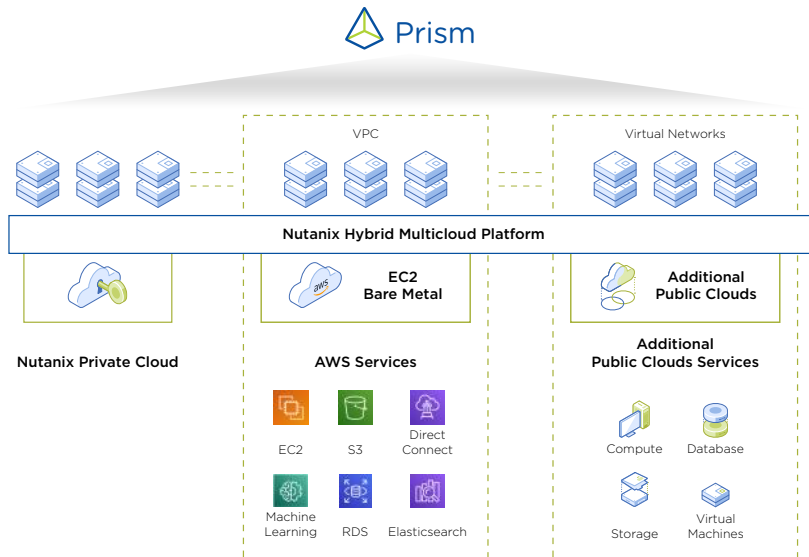 Prism
VPC
Virtual Networks
Nutanix Hybrid Multicloud Platform
aws
EC2
Bare Metal
Additional
Public Clouds
Nutanix Private Cloud
AWS Services
Additional
Public Clouds Services
EC2
S3
Direct
Connect
Compute
Database
Machine
Learning
RDS
Elasticsearch
Storage
Virtual
Machines